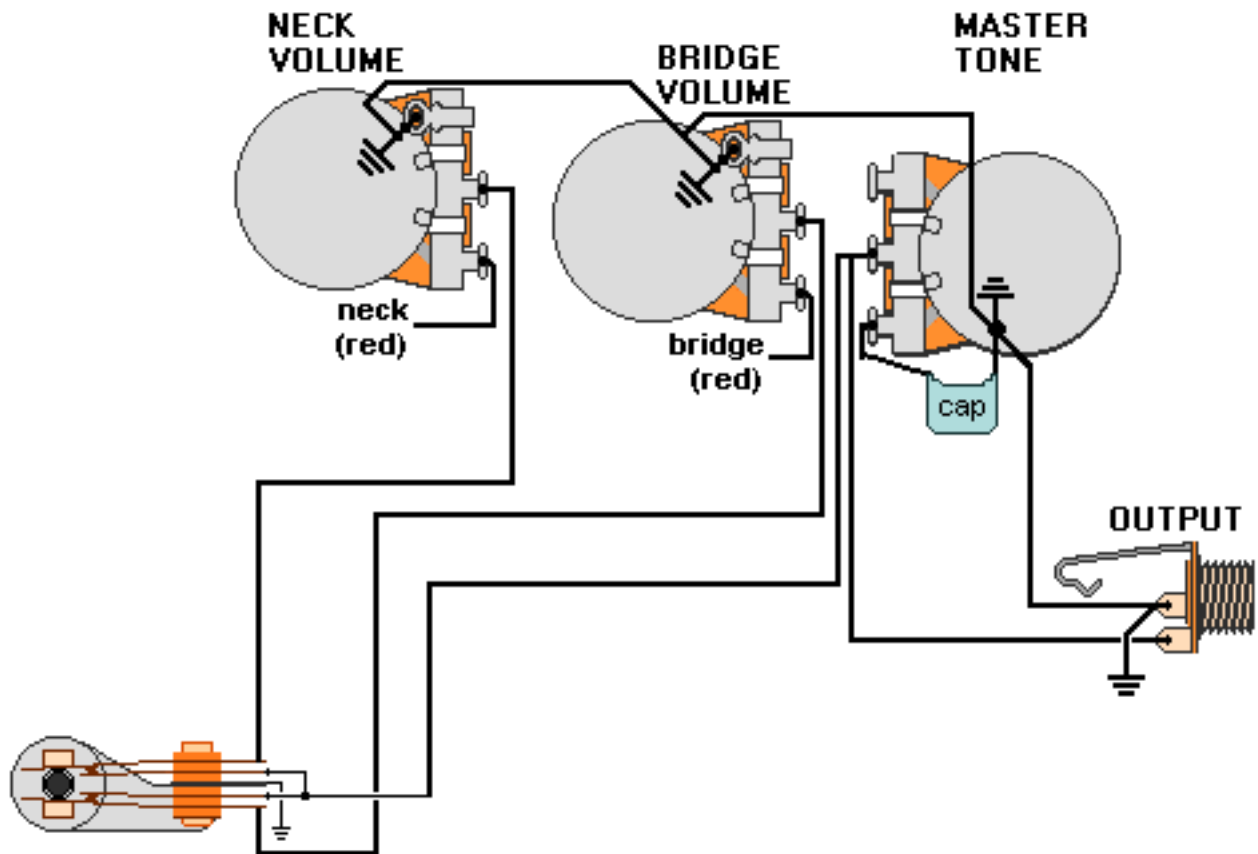 NECK
VOLUME
BRIDGE
VOLUME
MASTER
TONE
neck
(red)
bridge
(red)
cap
OUTPUT